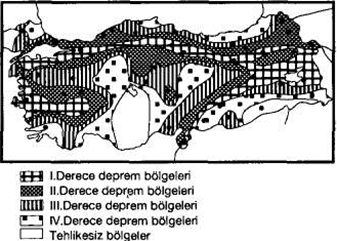 I.Derece deprem bölgeleri
II.Derece deprem bölgeleri
III.Derece deprem bölgeleri
IV.Derece deprem bölgeleri
Tehlikesiz bölgeler